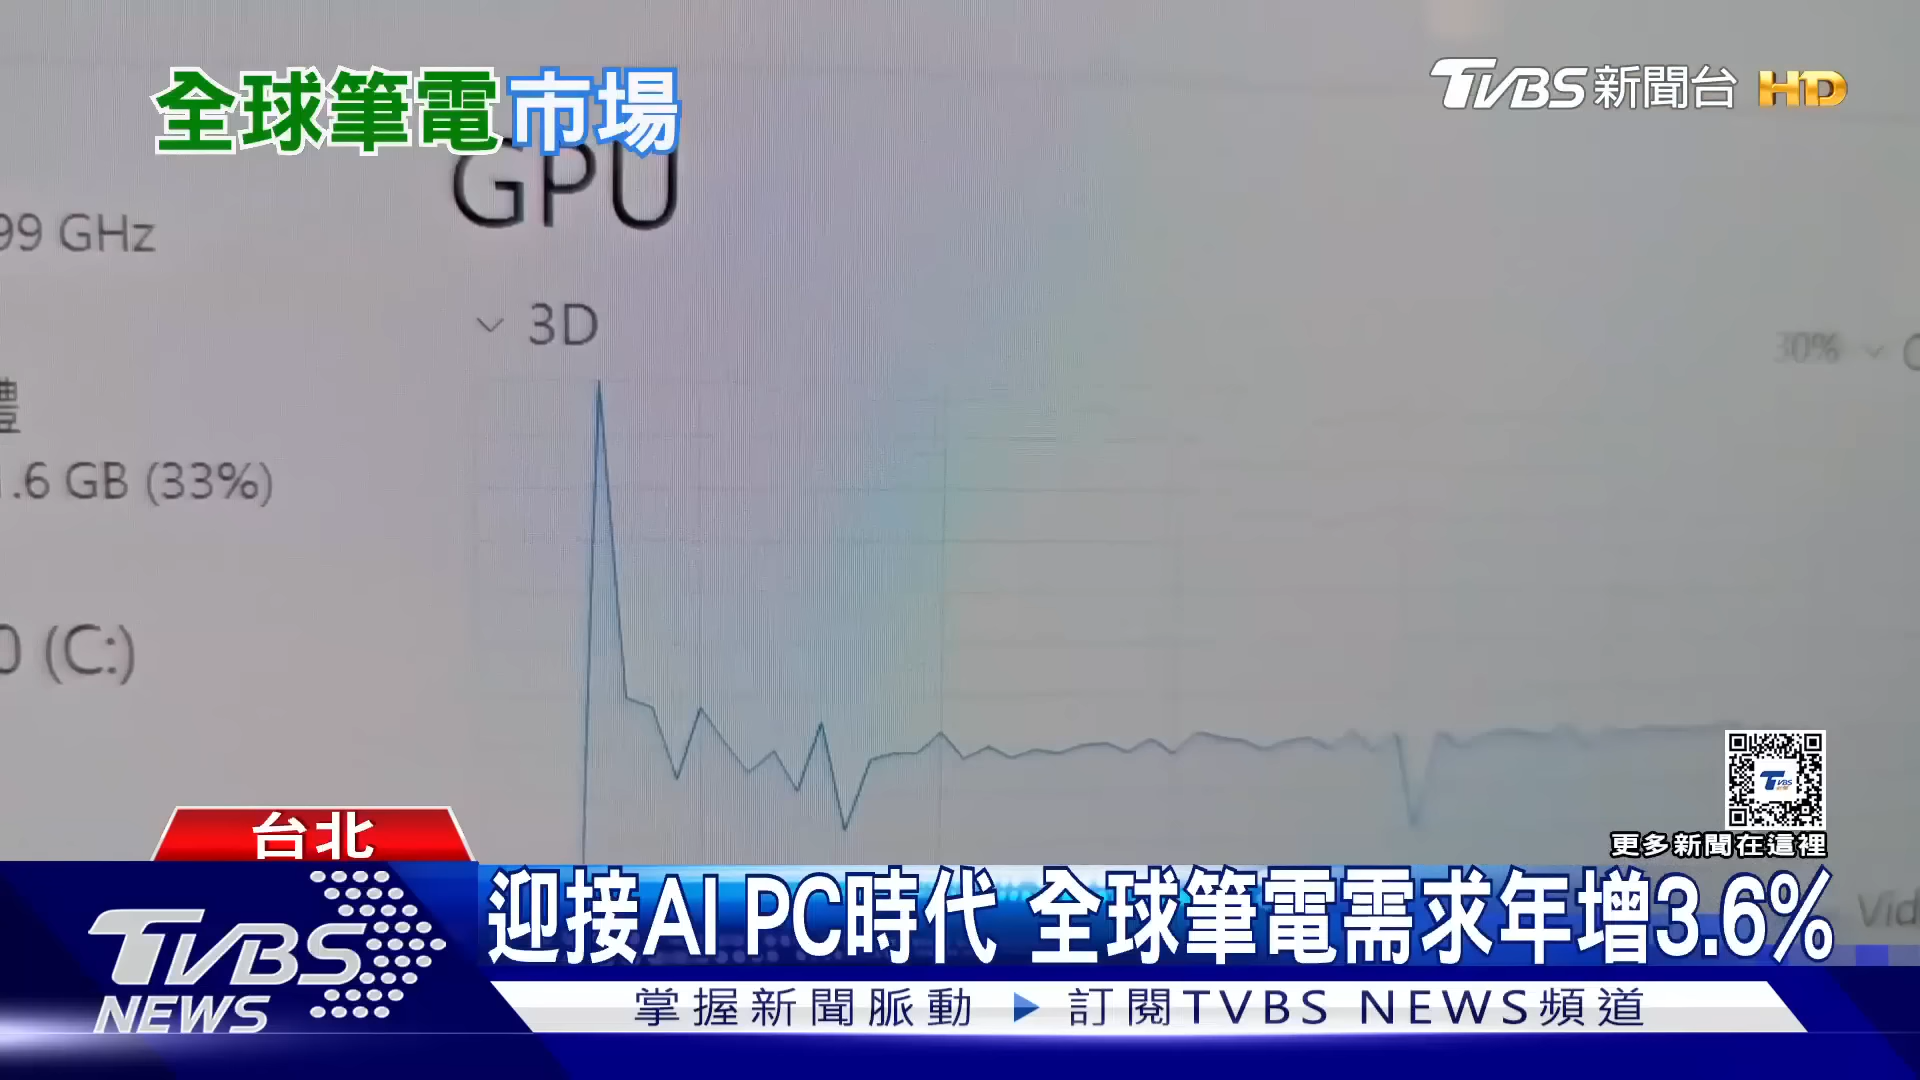 全球筆電市場
TVBS新聞台 HD
GPU
99 GHz
3D
30%
體
1.6 GB (33%)
0 (C:)
TVBS
更多新聞在這裡
台北
迎接AI PC時代 全球筆電需求年增3.6%
Vid
TVBS
NEWS
掌握新聞脈動 ▶ 訂閱TVBS NEWS頻道